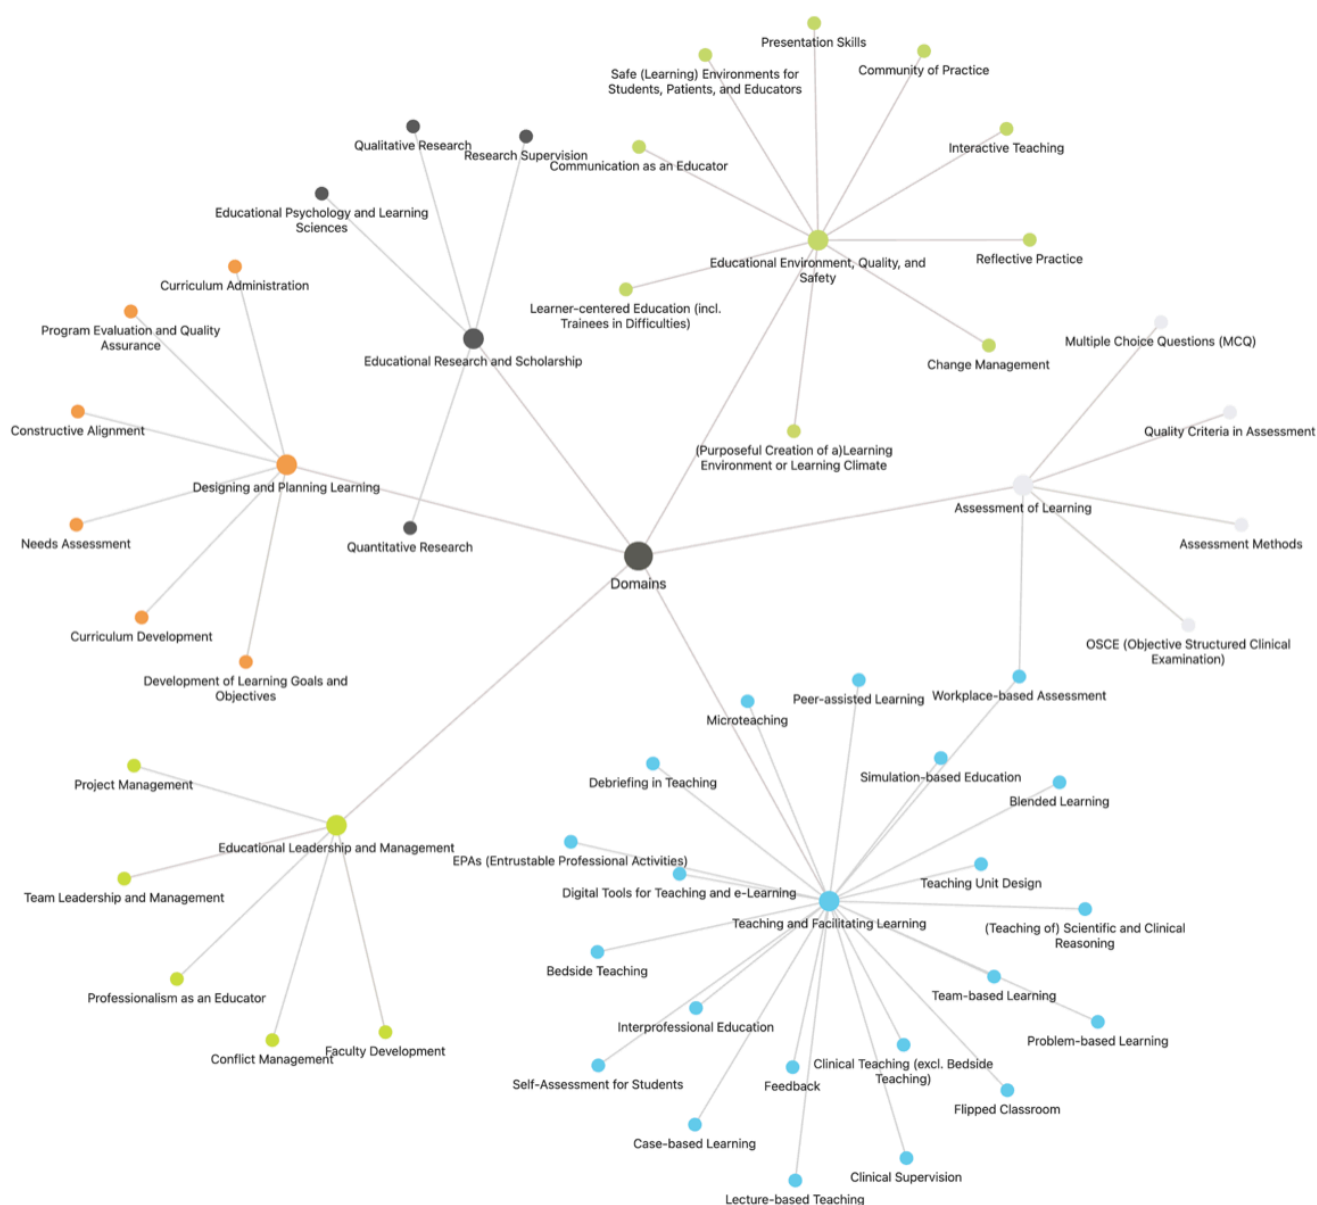 Presentation Skills
Community of Practice
Safe (Learning) Environments for
Students, Patients, and Educators
Qualitative Research
Research Supervision
Communication as an Educator
Interactive Teaching
Educational Psychology and Learning
Sciences
Educational Environment, Quality, and
Safety
Reflective Practice
Curriculum Administration
Learner-centered Education (incl.
Trainees in Difficulties)
Program Evaluation and Quality
Assurance
Multiple Choice Questions (MCQ)
Educational Research and Scholarship
Change Management
Constructive Alignment
Quality Criteria in Assessment
(Purposeful Creation of a)Learning
Environment or Learning Climate
Designing and Planning Learning
Assessment of Learning
Needs Assessment
Quantitative Research
Assessment Methods
Domains
Curriculum Development
OSCE (Objective Structured Clinical
Examination)
Development of Learning Goals and
Objectives
Peer-assisted Learning
Workplace-based Assessment
Microteaching
Project Management
Debriefing in Teaching
Simulation-based Education
Blended Learning
Educational Leadership and Management
EPAs (Entrustable Professional Activities)
Team Leadership and Management
Digital Tools for Teaching and e-Learning
Teaching Unit Design
Teaching and Facilitating Learning
(Teaching of) Scientific and Clinical
Reasoning
Bedside Teaching
Professionalism as an Educator
Team-based Learning
Interprofessional Education
Problem-based Learning
Conflict Management
Faculty Development
Self-Assessment for Students
Feedback
Clinical Teaching (excl. Bedside
Teaching)
Flipped Classroom
Case-based Learning
Clinical Supervision
Lecture-based Teaching